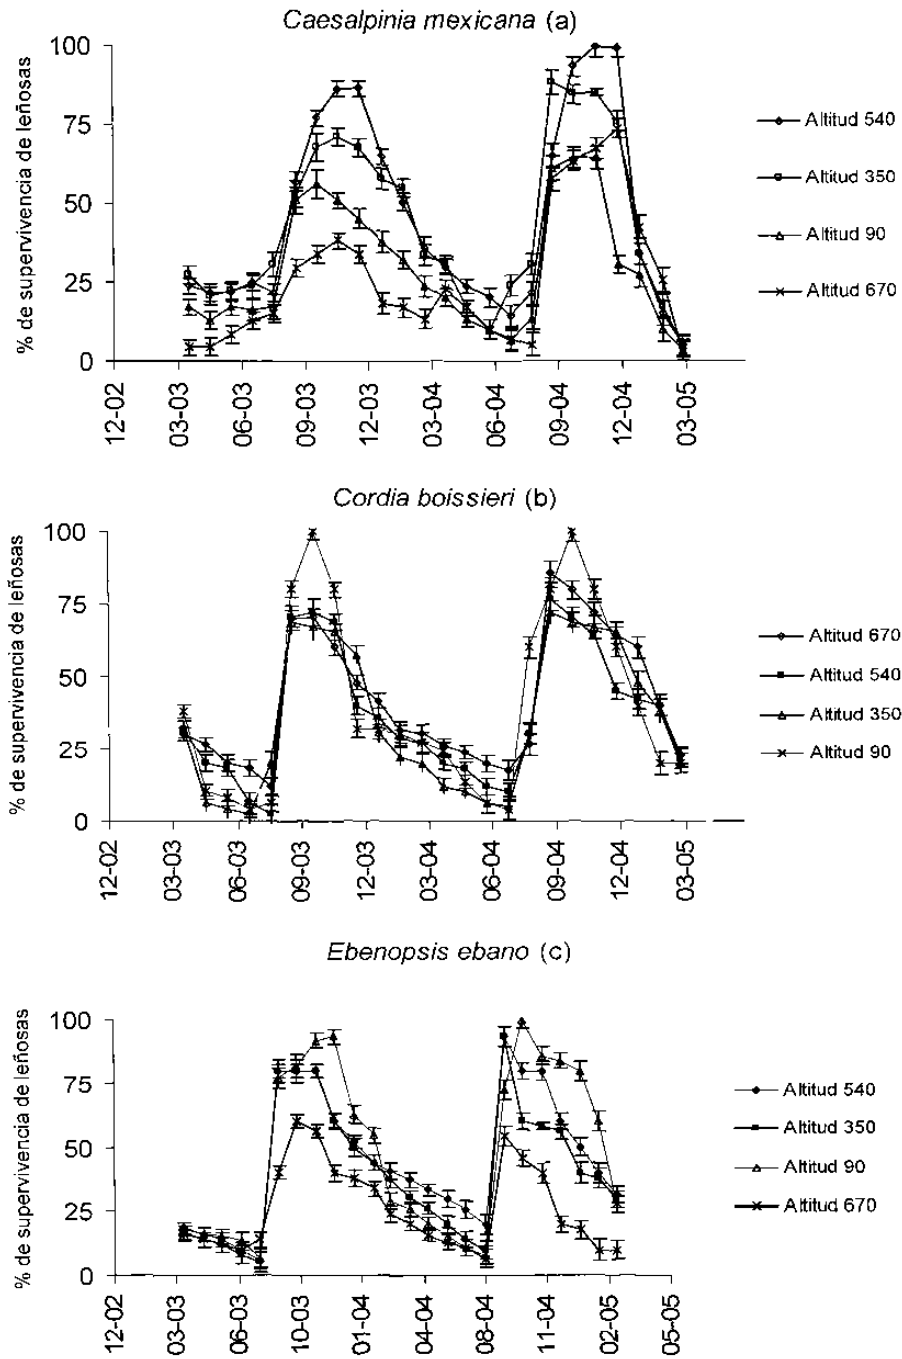 Caesalpinia mexicana (a)
% de supervivencia de leñosas
100
75
50
25
0
12-02
03-03
06-03
09-03
12-03
03-04
06-04
09-04
12-04
03-05
Altitud 540
Altitud 350
Altitud 90
Altitud 670
Cordia boissieri (b)
% de supervivencia de leñosas
100
75
50
25
0
12-02
03-03
06-03
09-03
12-03
03-04
06-04
09-04
12-04
03-05
Altitud 670
Altitud 540
Altitud 350
Altitud 90
Ebenopsis ebano (c)
% de supervivencia de leñosas
100
75
50
25
0
12-02
03-03
06-03
10-03
01-04
04-04
08-04
11-04
02-05
05-05
Altitud 540
Altitud 350
Altitud 90
Altitud 670